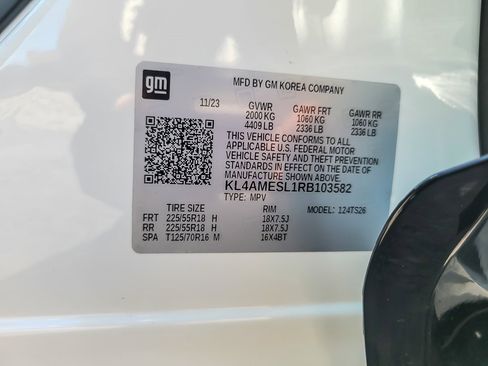 gm
MFD BY GM KOREA COMPANY
11/23 GVWR GAWR FRT GAWR RR
2000 KG 1060 KG 1060 KG
4409 LB 2336 LB 2336 LB
THIS VEHICLE CONFORMS TO ALL
APPLICABLE U.S. FEDERAL MOTOR
VEHICLE SAFETY AND THEFT PREVENTION
STANDARDS IN EFFECT ON THE DATE OF
MANUFACTURE SHOWN ABOVE.
KL4AMESL1RB103582
TYPE: MPV MODEL: 124TS26
TIRE SIZE RIM
FRT 225/55R18 H 18X7.5J
RR 225/55R18 H 18X7.5J
SPA T125/70R16 M 16X4BT